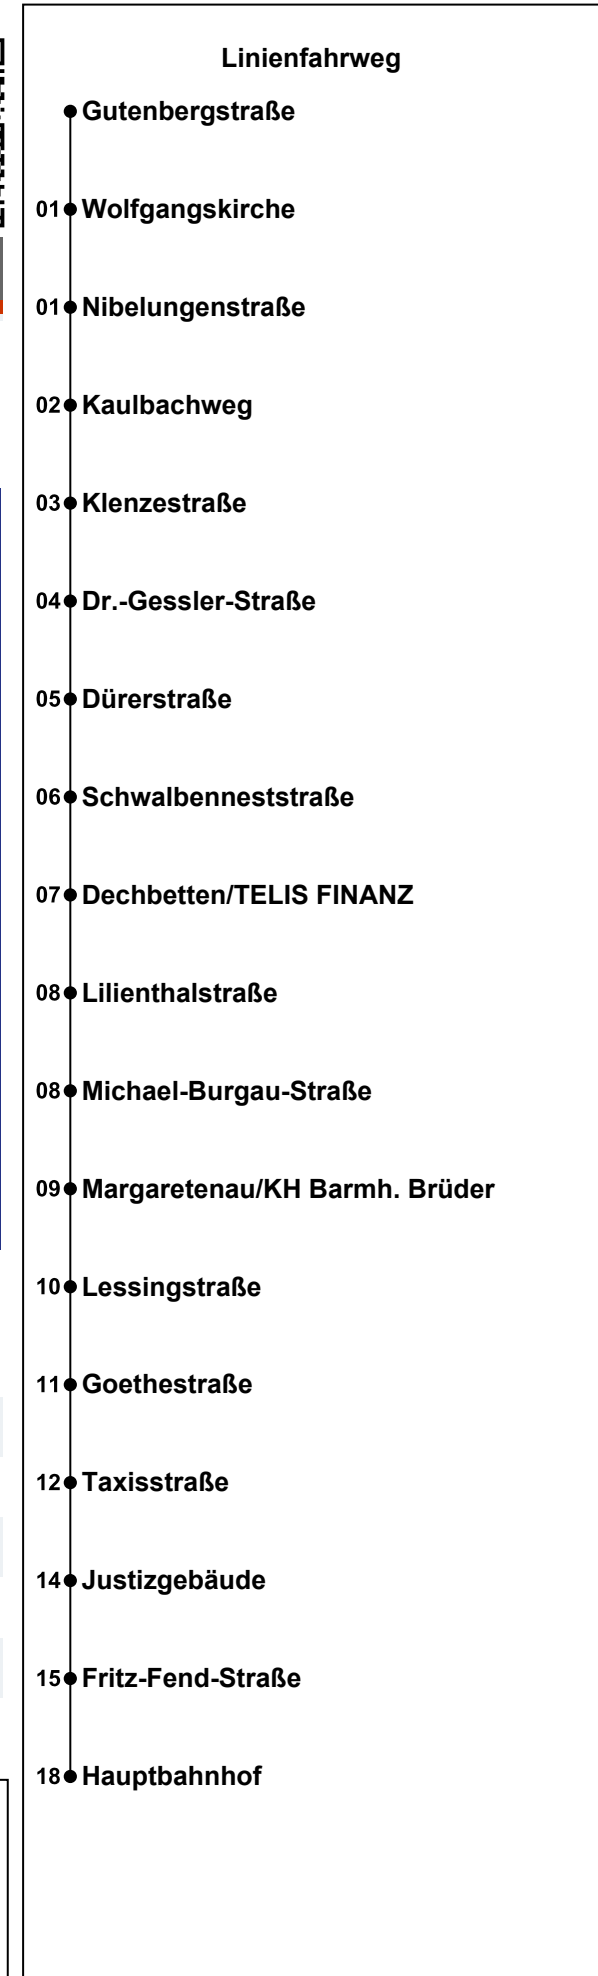 Linienfahrweg
Gutenbergstraße
01 Wolfgangskirche
01 Nibelungenstraße
02 Kaulbachweg
03 Klenzestraße
04 Dr.-Gessler-Straße
05 Dürerstraße
06 Schwalbenneststraße
07 Dechbetten/TELIS FINANZ
08 Lilienthalstraße
08 Michael-Burgau-Straße
09 Margaretenau/KH Barmh. Brüder
10 Lessingstraße
11 Goethestraße
12 Taxisstraße
14 Justizgebäude
15 Fritz-Fend-Straße
18 Hauptbahnhof